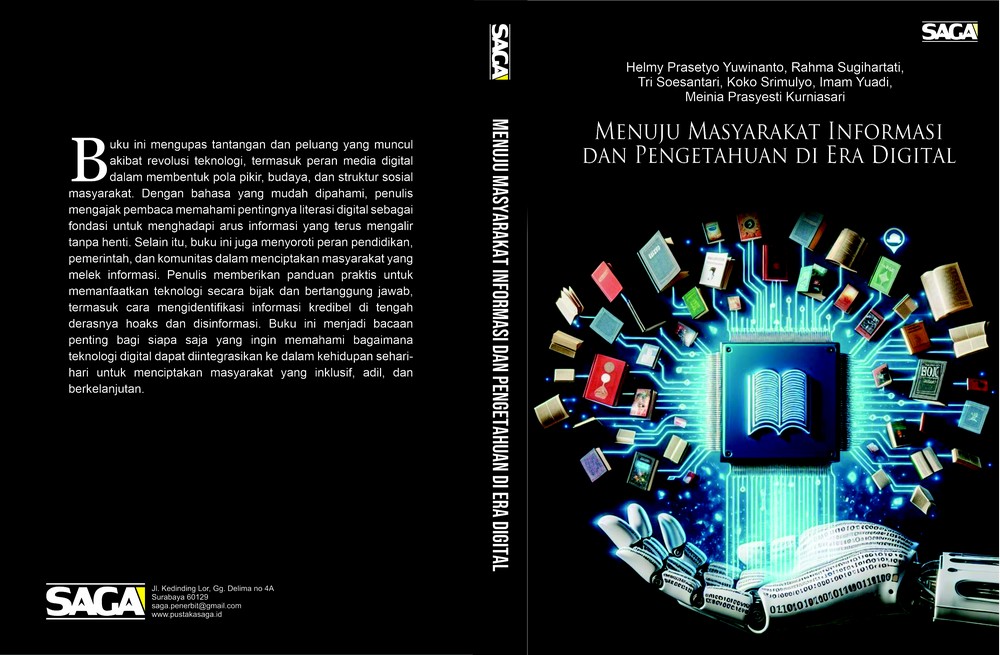 Buku ini mengupas tantangan dan peluang yang muncul
akibat revolusi teknologi, termasuk peran media digital
dalam membentuk pola pikir, budaya, dan struktur sosial
masyarakat. Dengan bahasa yang mudah dipahami, penulis
mengajak pembaca memahami pentingnya literasi digital sebagai
fondasi untuk menghadapi arus informasi yang terus mengalir
tanpa henti. Selain itu, buku ini juga menyoroti peran pendidikan,
pemerintah, dan komunitas dalam menciptakan masyarakat yang
melek informasi. Penulis memberikan panduan praktis untuk
memanfaatkan teknologi secara bijak dan bertanggung jawab,
termasuk cara mengidentifikasi informasi kredibel di tengah
derasnya hoaks dan disinformasi. Buku ini menjadi bacaan
penting bagi siapa saja yang ingin memahami bagaimana
teknologi digital dapat diintegrasikan ke dalam kehidupan sehari-
hari untuk menciptakan masyarakat yang inklusif, adil, dan
berkelanjutan.
SAGA
Jl. Kedinding Lor, Gg. Delima no 4A
Surabaya 60129
saga.penerbit@gmail.com
www.pustakasaga.id
SAGA
MENUJU MASYARAKAT INFORMASI DAN PENGETAHUAN DI ERA DIGITAL
SAGA
Helmy Prasetyo Yuwinanto, Rahma Sugihartati,
Tri Soesantari, Koko Srimulyo, Imam Yuadi,
Meinia Prasyesti Kurniasari
Menuju Masyarakat Informasi
dan Pengetahuan di Era Digital